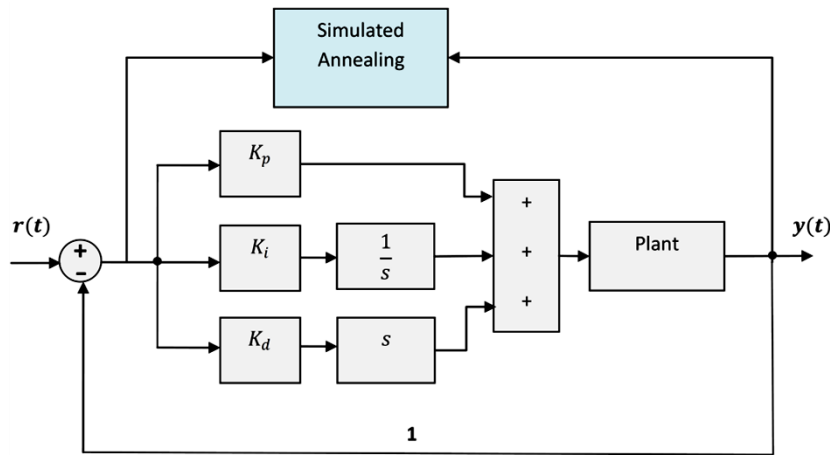 Simulated
Annealing
K_p
r(t)
+
-
K_i
1
s
+
+
+
Plant
y(t)
K_d
s
1